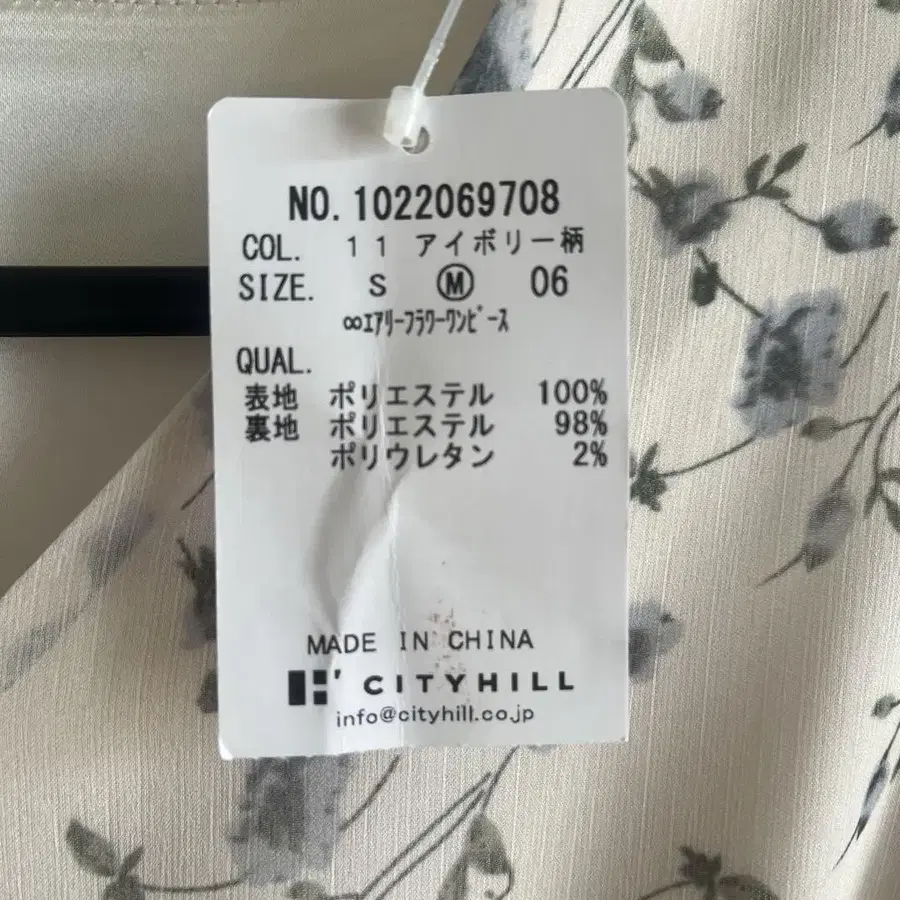 NO. 1022069708
COL. 11 アイボリー柄
SIZE. S Ⓜ 06
∞ｴｱﾘｰﾌﾗﾜｰﾜﾝﾋﾟｰｽ
QUAL.
表地 ポリエステル 100%
裏地 ポリエステル 98%
ポリウレタン 2%
MADE IN CHINA
CITYHILL
info@cityhill.co.jp